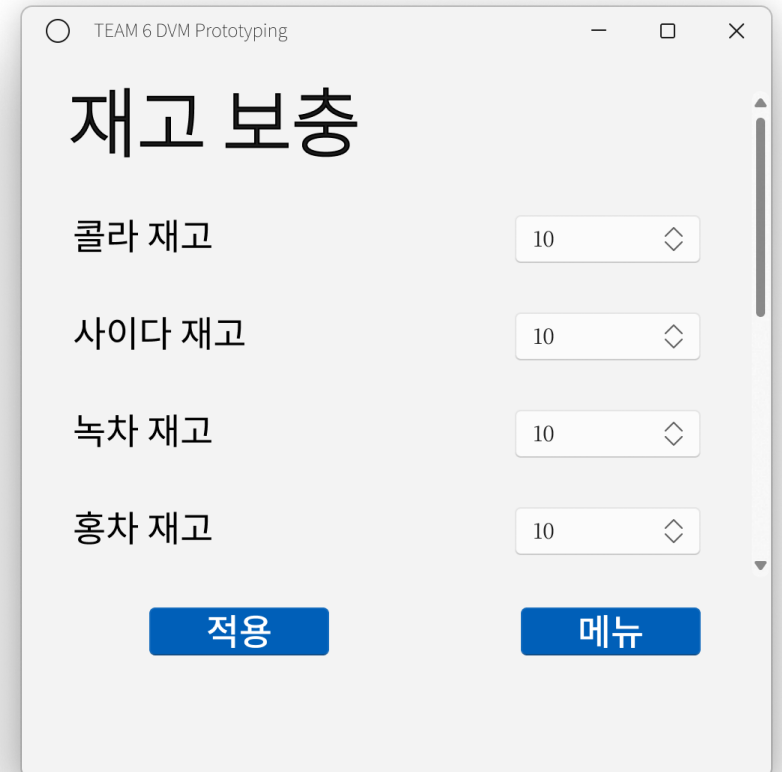 TEAM 6 DVM Prototyping
재고 보충
콜라 재고 10
사이다 재고 10
녹차 재고 10
홍차 재고 10
적용 메뉴